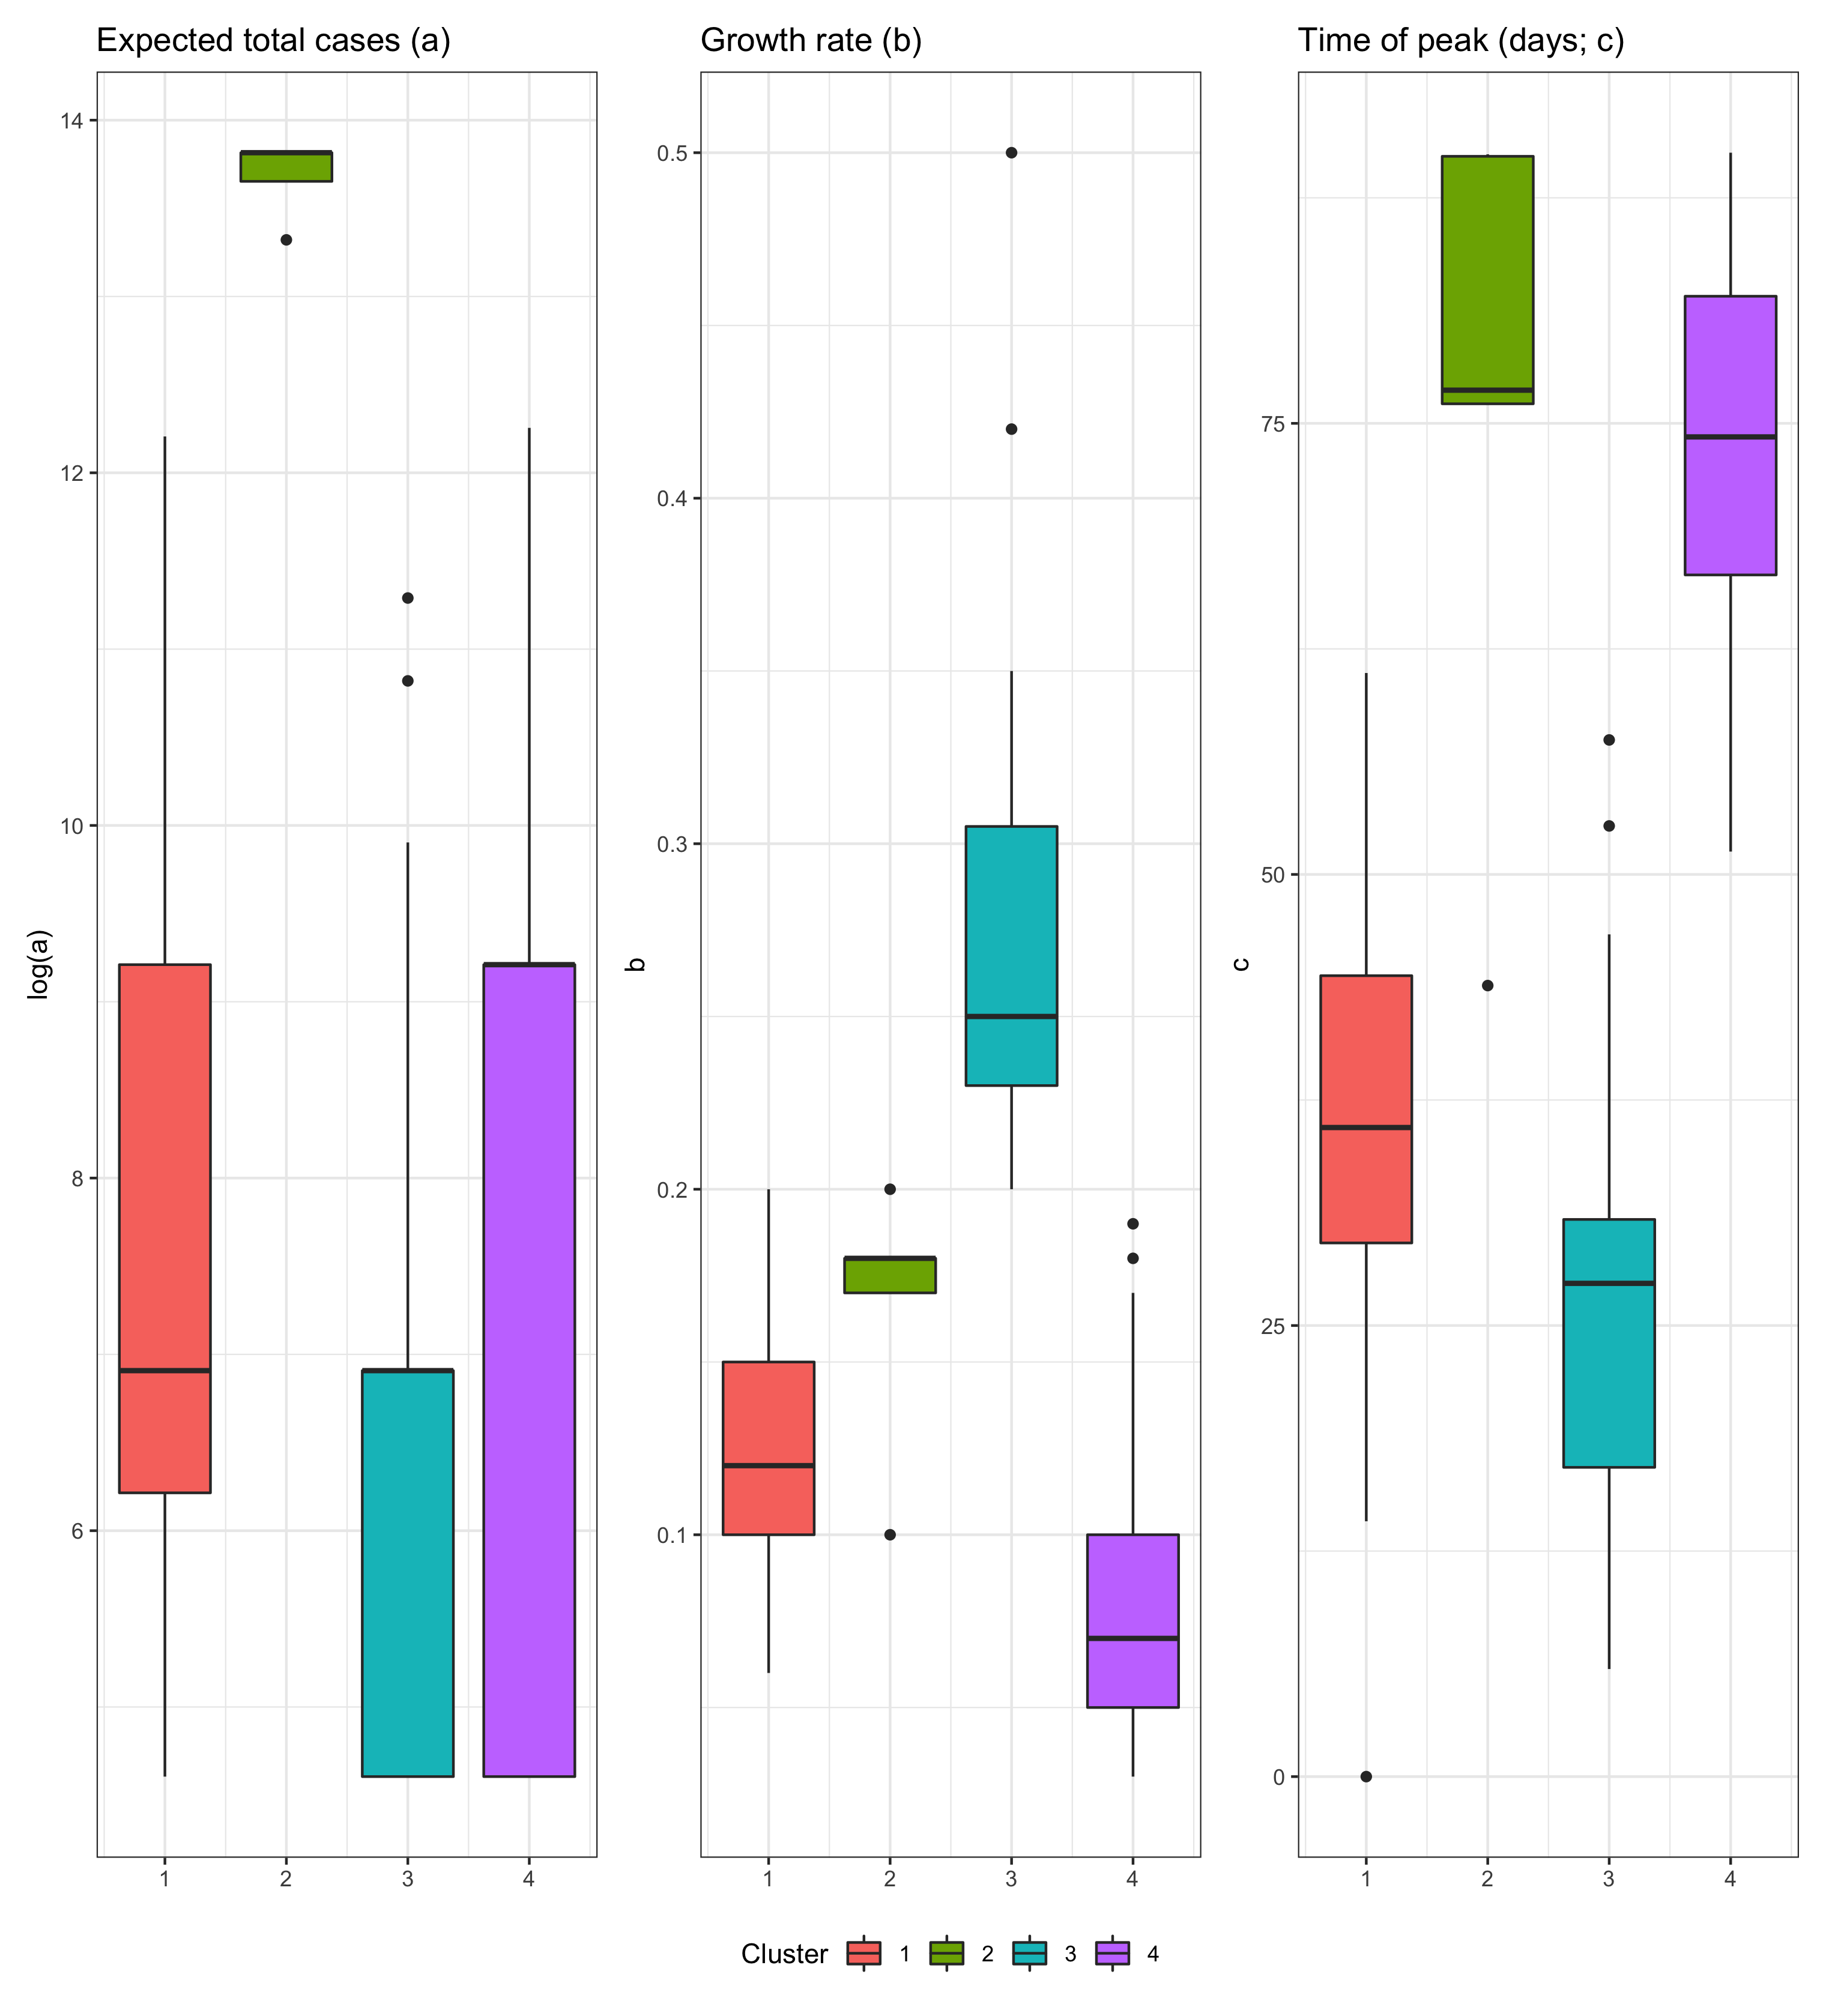 Expected total cases (a)
log(a)
14
12
10
8
6
1 2 3 4
Growth rate (b)
b
0.5
0.4
0.3
0.2
0.1
1 2 3 4
Time of peak (days; c)
c
75
50
25
0
1 2 3 4
Cluster 1 2 3 4